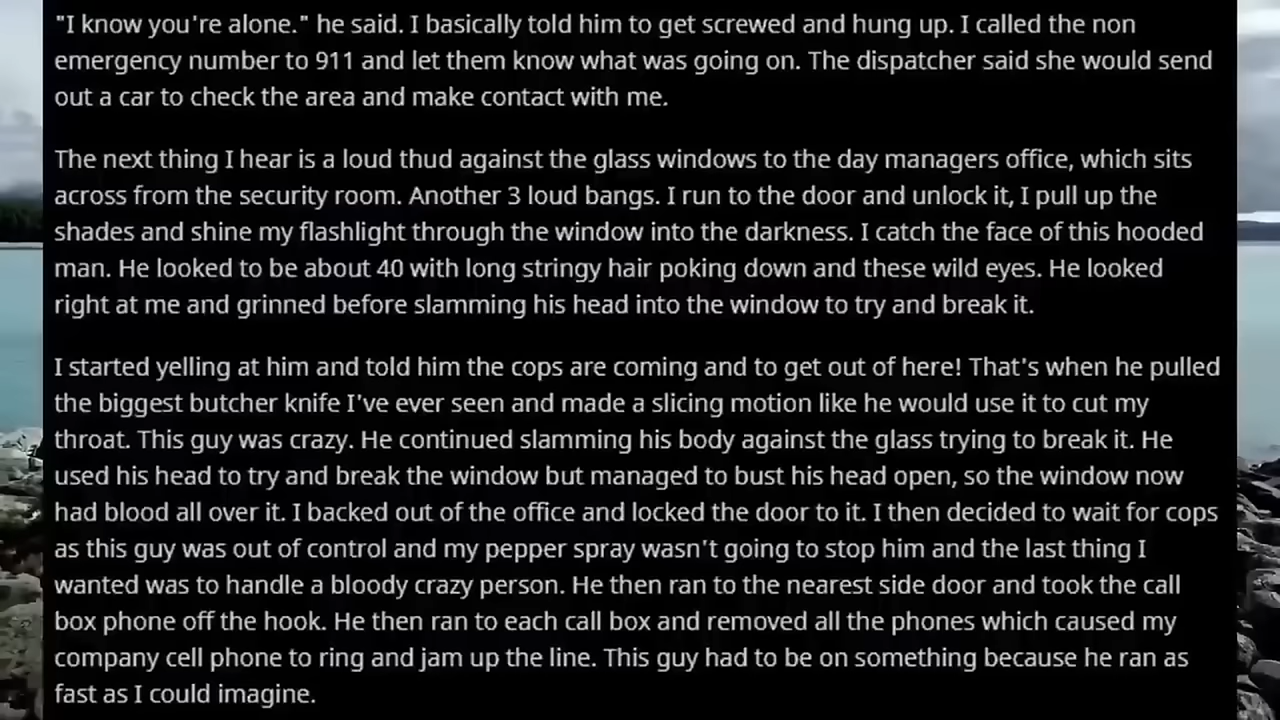 "I know you're alone." he said. I basically told him to get screwed and hung up. I called the non
emergency number to 911 and let them know what was going on. The dispatcher said she would send
out a car to check the area and make contact with me.
The next thing I hear is a loud thud against the glass windows to the day managers office, which sits
across from the security room. Another 3 loud bangs. I run to the door and unlock it, I pull up the
shades and shine my flashlight through the window into the darkness. I catch the face of this hooded
man. He looked to be about 40 with long stringy hair poking down and these wild eyes. He looked
right at me and grinned before slamming his head into the window to try and break it.
I started yelling at him and told him the cops are coming and to get out of here! That's when he pulled
the biggest butcher knife I've ever seen and made a slicing motion like he would use it to cut my
throat. This guy was crazy. He continued slamming his body against the glass trying to break it. He
used his head to try and break the window but managed to bust his head open, so the window now
had blood all over it. I backed out of the office and locked the door to it. I then decided to wait for cops
as this guy was out of control and my pepper spray wasn't going to stop him and the last thing I
wanted was to handle a bloody crazy person. He then ran to the nearest side door and took the call
box phone off the hook. He then ran to each call box and removed all the phones which caused my
company cell phone to ring and jam up the line. This guy had to be on something because he ran as
fast as I could imagine.